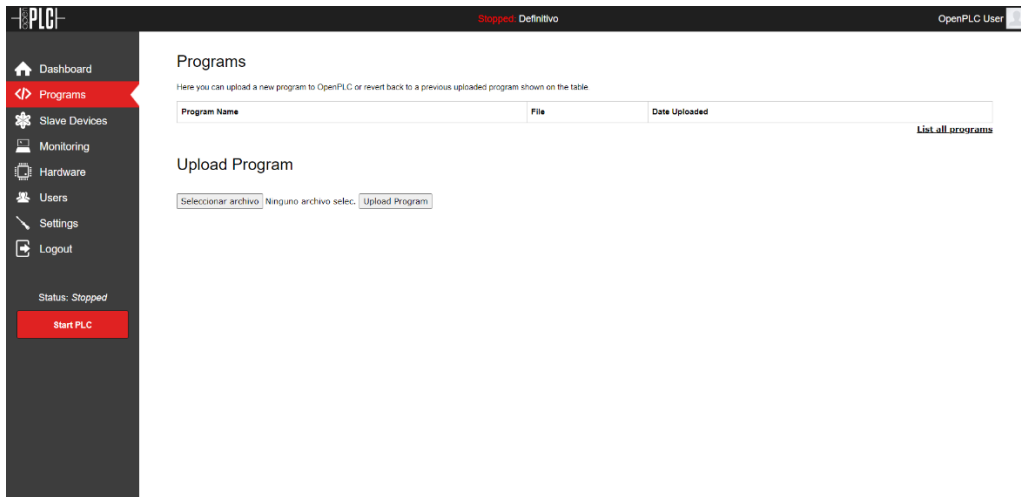 OPEN PLC
Stopped: Definitivo
OpenPLC User
Dashboard
Programs
Slave Devices
Monitoring
Hardware
Users
Settings
Logout
Status: Stopped
Start PLC
Programs
Here you can upload a new program to OpenPLC or revert back to a previous uploaded program shown on the table
Program Name File Date Uploaded
List all programs
Upload Program
Seleccionar archivo Ninguno archivo selec. Upload Program